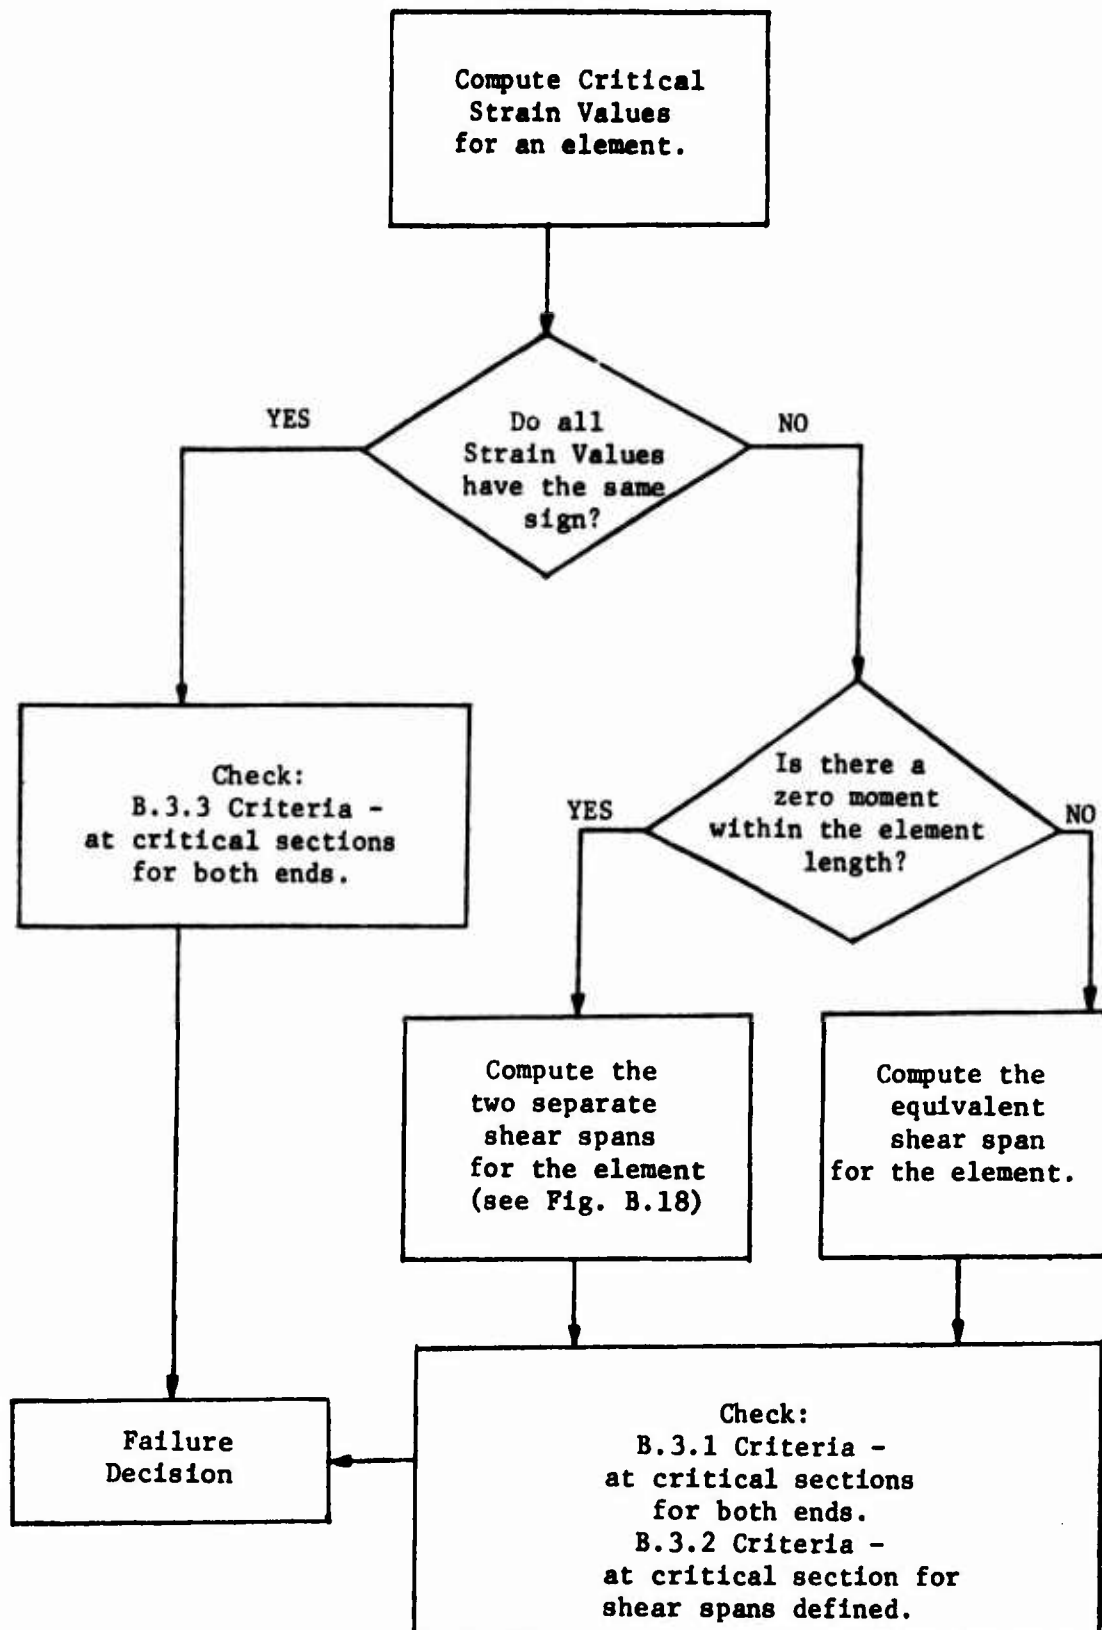 Compute Critical
Strain Values
for an element.
YES
NO
Do all
Strain Values
have the same
sign?
Check:
B.3.3 Criteria -
at critical sections
for both ends.
Is there a
zero moment
within the element
length?
YES
NO
Compute the
two separate
shear spans
for the element
(see Fig. B.18)
Compute the
equivalent
shear span
for the element.
Failure
Decision
Check:
B.3.1 Criteria -
at critical sections
for both ends.
B.3.2 Criteria -
at critical section for
shear spans defined.